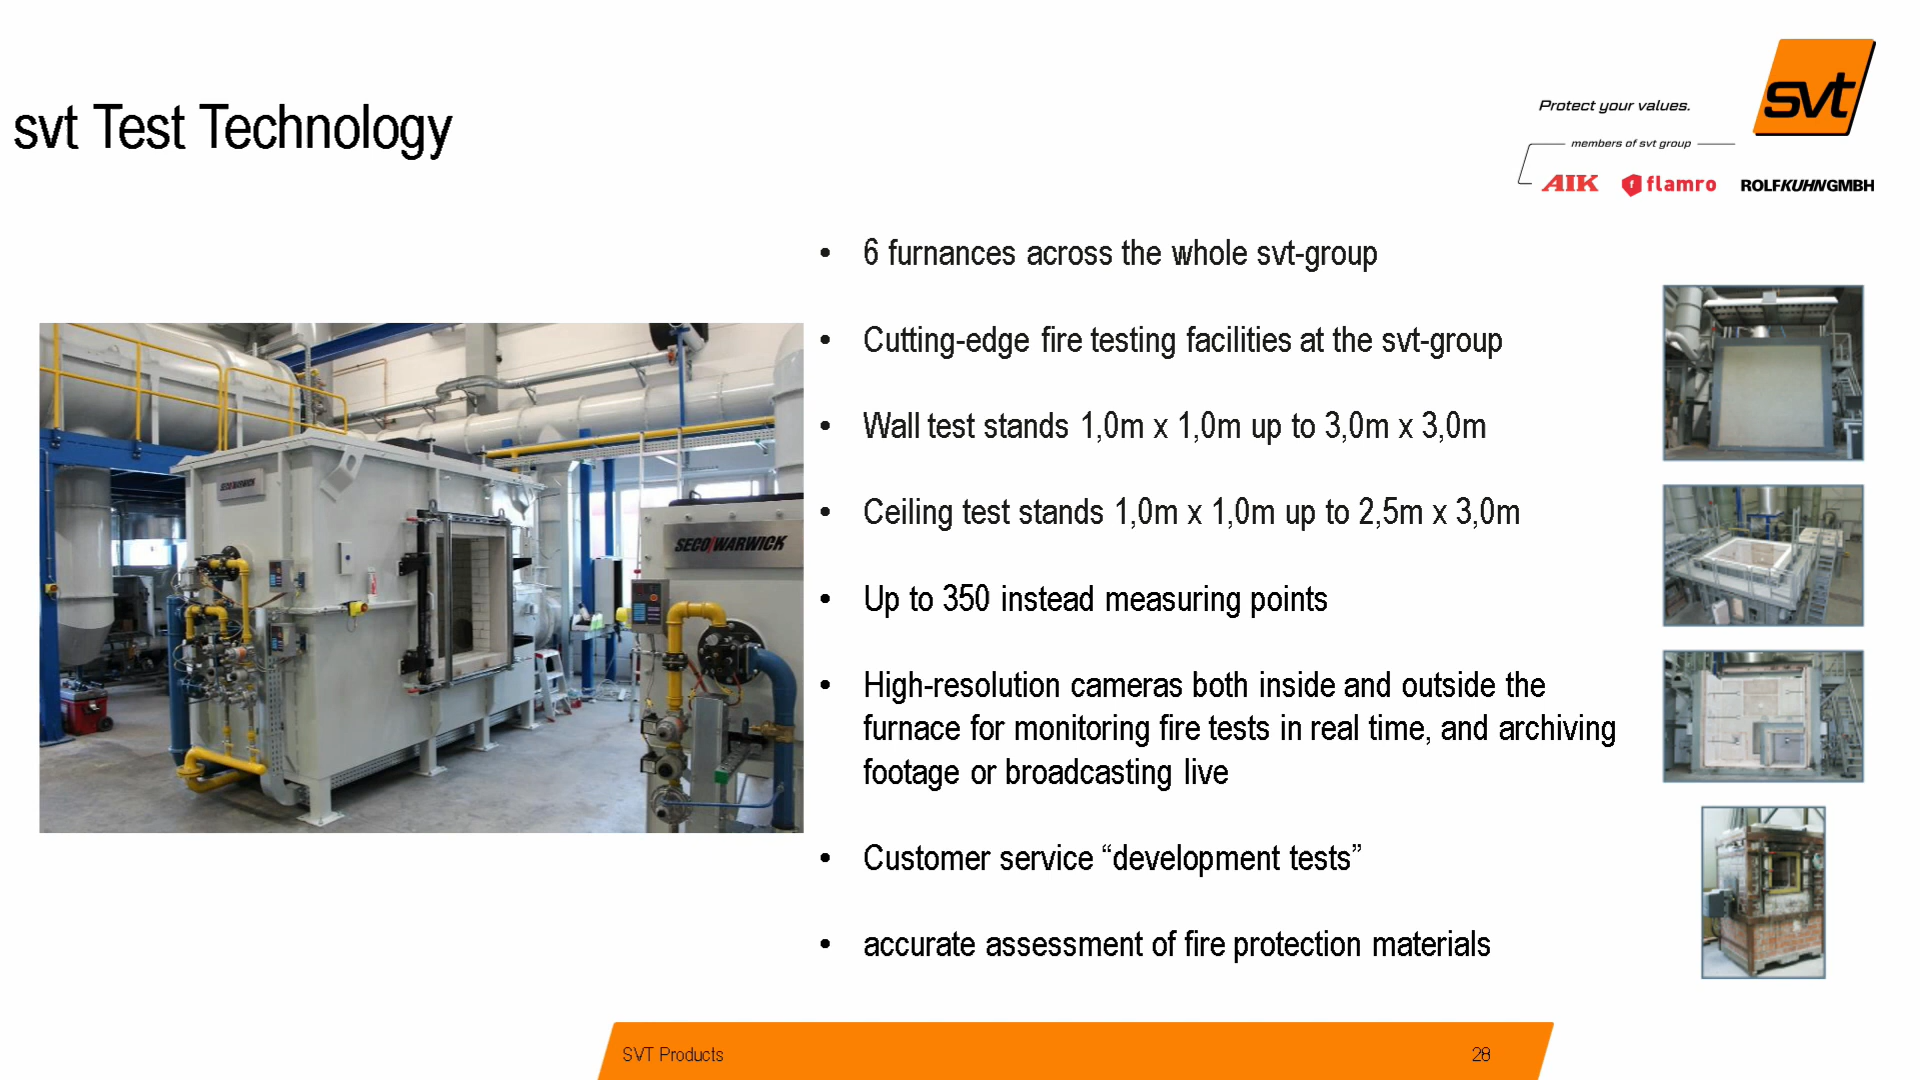 svt Test Technology
Protect your values.
svt
members of svt group
AIK flamro ROLFKUHNGMBH
• 6 furnances across the whole svt-group
• Cutting-edge fire testing facilities at the svt-group
• Wall test stands 1,0m x 1,0m up to 3,0m x 3,0m
• Ceiling test stands 1,0m x 1,0m up to 2,5m x 3,0m
• Up to 350 instead measuring points
• High-resolution cameras both inside and outside the
furnace for monitoring fire tests in real time, and archiving
footage or broadcasting live
• Customer service “development tests”
• accurate assessment of fire protection materials
SECO/WARWICK
SECO/WARWICK
SVT Products
28